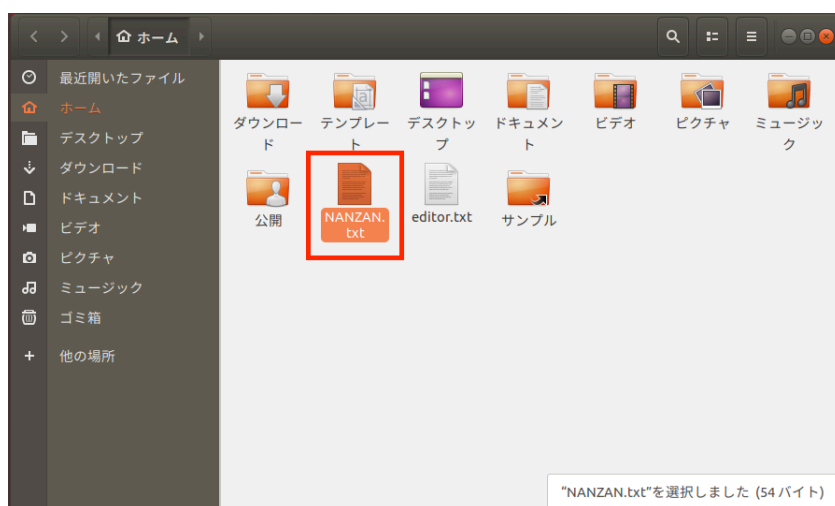 ホーム
最近開いたファイル
ホーム
デスクトップ
ダウンロード
ドキュメント
ビデオ
ピクチャ
ミュージック
ゴミ箱
他の場所
ダウンロー
ド
テンプレー
ト
デスクトッ
プ
ドキュメン
ト
ビデオ
ピクチャ
ミュージッ
ク
公開
NANZAN.
txt
editor.txt
サンプル
“NANZAN.txt”を選択しました (54 バイト)